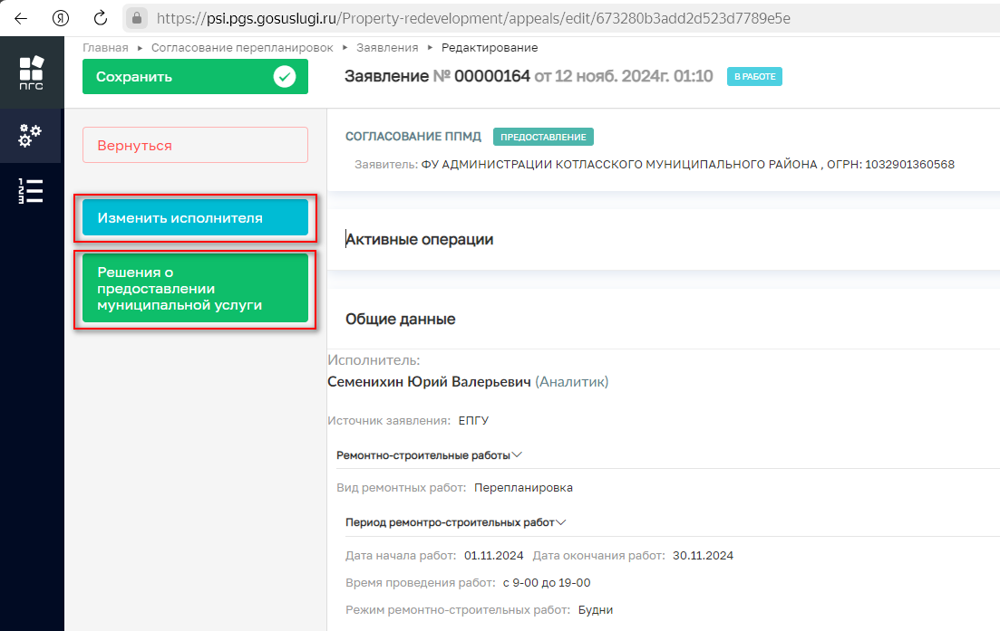 https://psi.pgs.gosuslugi.ru/Property-redevelopment/appeals/edit/673280b3add2d523d7789e5e
ПГС
Главная ▸ Согласование перепланировок ▸ Заявления ▸ Редактирование
Сохранить
Заявление № 00000164 от 12 нояб. 2024г. 01:10 В РАБОТЕ
Вернуться
Изменить исполнителя
Решения о
предоставлении
муниципальной услуги
СОГЛАСОВАНИЕ ППМД ПРЕДОСТАВЛЕНИЕ
Заявитель: ФУ АДМИНИСТРАЦИИ КОТЛАССКОГО МУНИЦИПАЛЬНОГО РАЙОНА , ОГРН: 1032901360568
Активные операции
Общие данные
Исполнитель:
Семенихин Юрий Валерьевич (Аналитик)
Источник заявления: ЕПГУ
Ремонтно-строительные работы
Вид ремонтных работ: Перепланировка
Период ремонтро-строительных работ
Дата начала работ: 01.11.2024 Дата окончания работ: 30.11.2024
Время проведения работ: с 9-00 до 19-00
Режим ремонтно-строительных работ: Будни